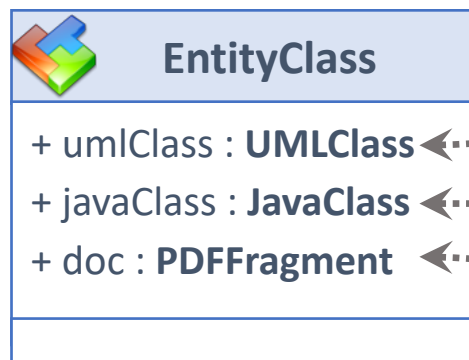 EntityClass
+ umlClass : UMLClass
+ javaClass : JavaClass
+ doc : PDFFragment